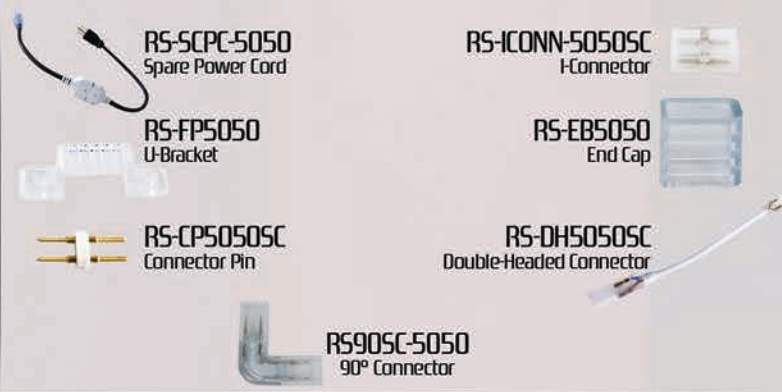 RS-SCPC-5050
Spare Power Cord
RS-ICONN-5050SC
I-Connector
RS-FP5050
U-Bracket
RS-EB5050
End Cap
RS-CP5050SC
Connector Pin
RS-DH5050SC
Double-Headed Connector
RS90SC-5050
90º Connector